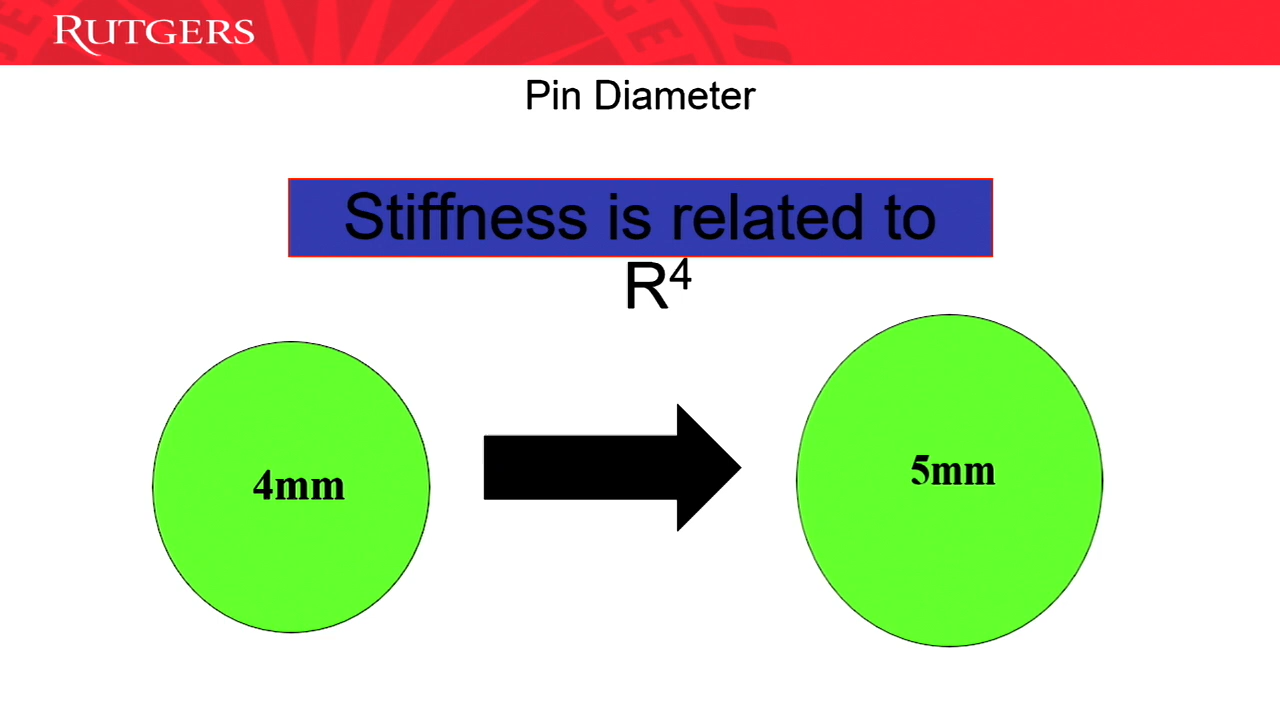 RUTGERS
Pin Diameter
Stiffness is related to
R⁴
4mm
5mm